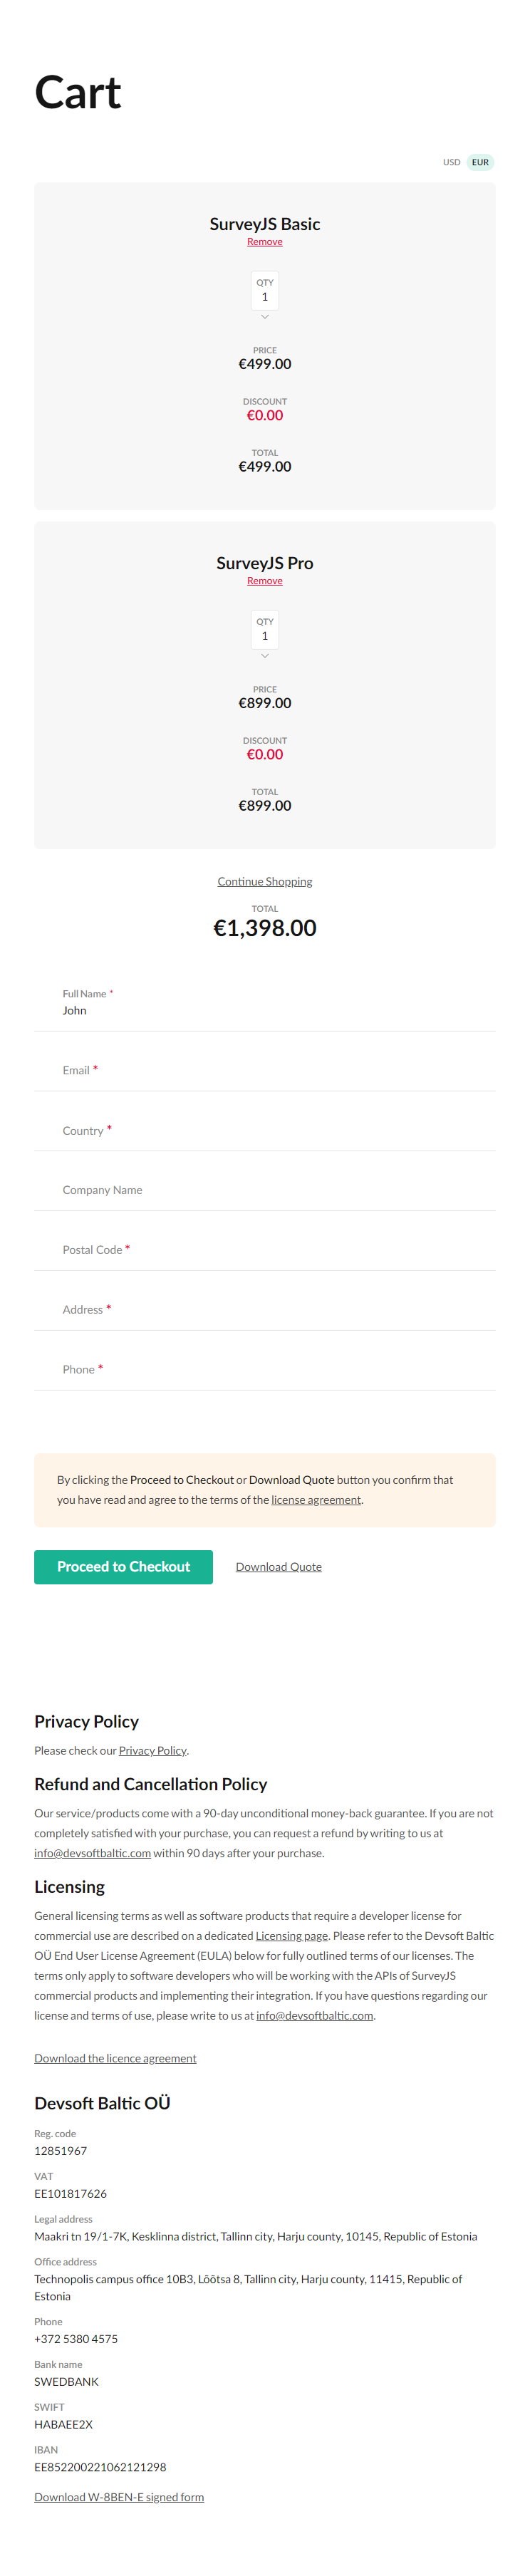 Cart
USD EUR
SurveyJS Basic
Remove
QTY
1
PRICE
€499.00
DISCOUNT
€0.00
TOTAL
€499.00
SurveyJS Pro
Remove
QTY
1
PRICE
€899.00
DISCOUNT
€0.00
TOTAL
€899.00
Continue Shopping
TOTAL
€1,398.00
Full Name *
John
Email *
Country *
Company Name
Postal Code *
Address *
Phone *
By clicking the Proceed to Checkout or Download Quote button you confirm that
you have read and agree to the terms of the license agreement.
Proceed to Checkout Download Quote
Privacy Policy
Please check our Privacy Policy.
Refund and Cancellation Policy
Our service/products come with a 90-day unconditional money-back guarantee. If you are not
completely satisfied with your purchase, you can request a refund by writing to us at
info@devsoftbaltic.com within 90 days after your purchase.
Licensing
General licensing terms as well as software products that require a developer license for
commercial use are described on a dedicated Licensing page. Please refer to the Devsoft Baltic
OÜ End User License Agreement (EULA) below for fully outlined terms of our licenses. The
terms only apply to software developers who will be working with the APIs of SurveyJS
commercial products and implementing their integration. If you have questions regarding our
license and terms of use, please write to us at info@devsoftbaltic.com.
Download the licence agreement
Devsoft Baltic OÜ
Reg. code
12851967
VAT
EE101817626
Legal address
Maakri tn 19/1-7K, Kesklinna district, Tallinn city, Harju county, 10145, Republic of Estonia
Office address
Technopolis campus office 10B3, Lõõtsa 8, Tallinn city, Harju county, 11415, Republic of
Estonia
Phone
+372 5380 4575
Bank name
SWEDBANK
SWIFT
HABAEE2X
IBAN
EE852200221062121298
Download W-8BEN-E signed form